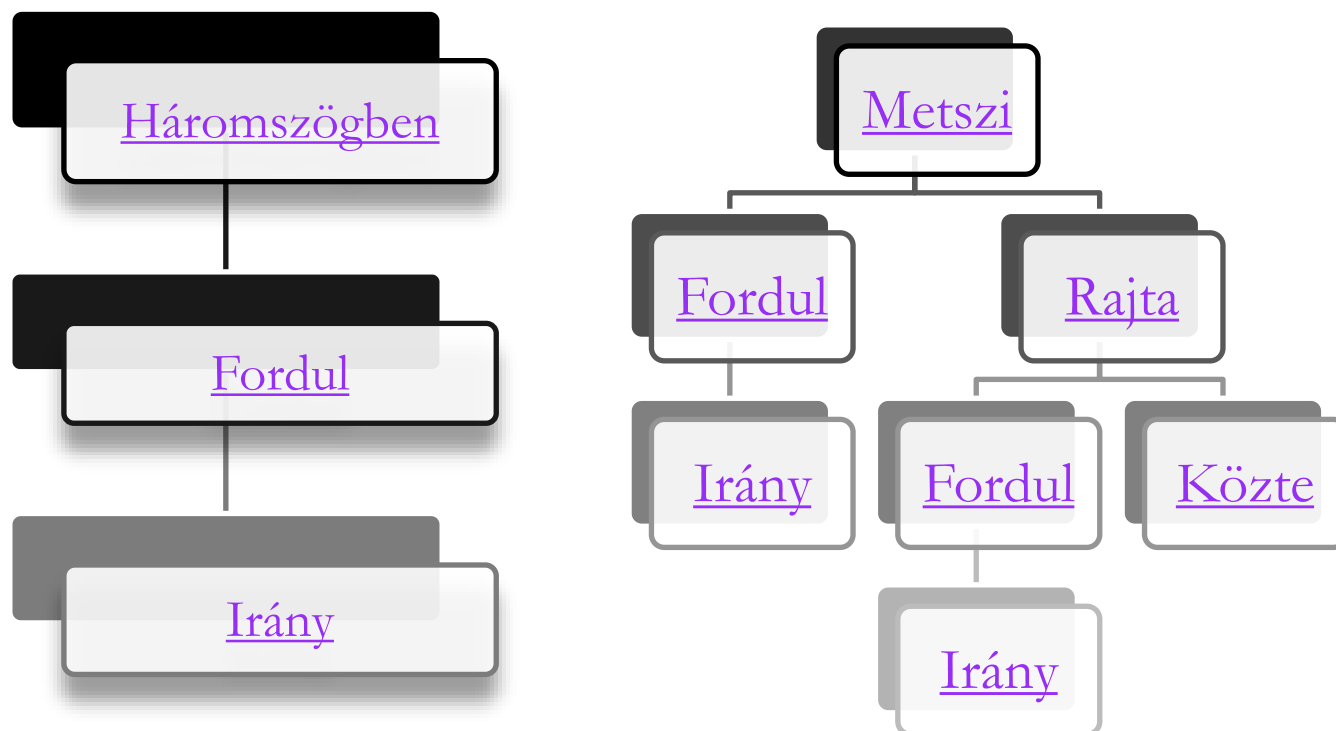 Háromszögben
Fordul
Irány
Metszi
Fordul
Rajta
Irány
Fordul
Közte
Irány